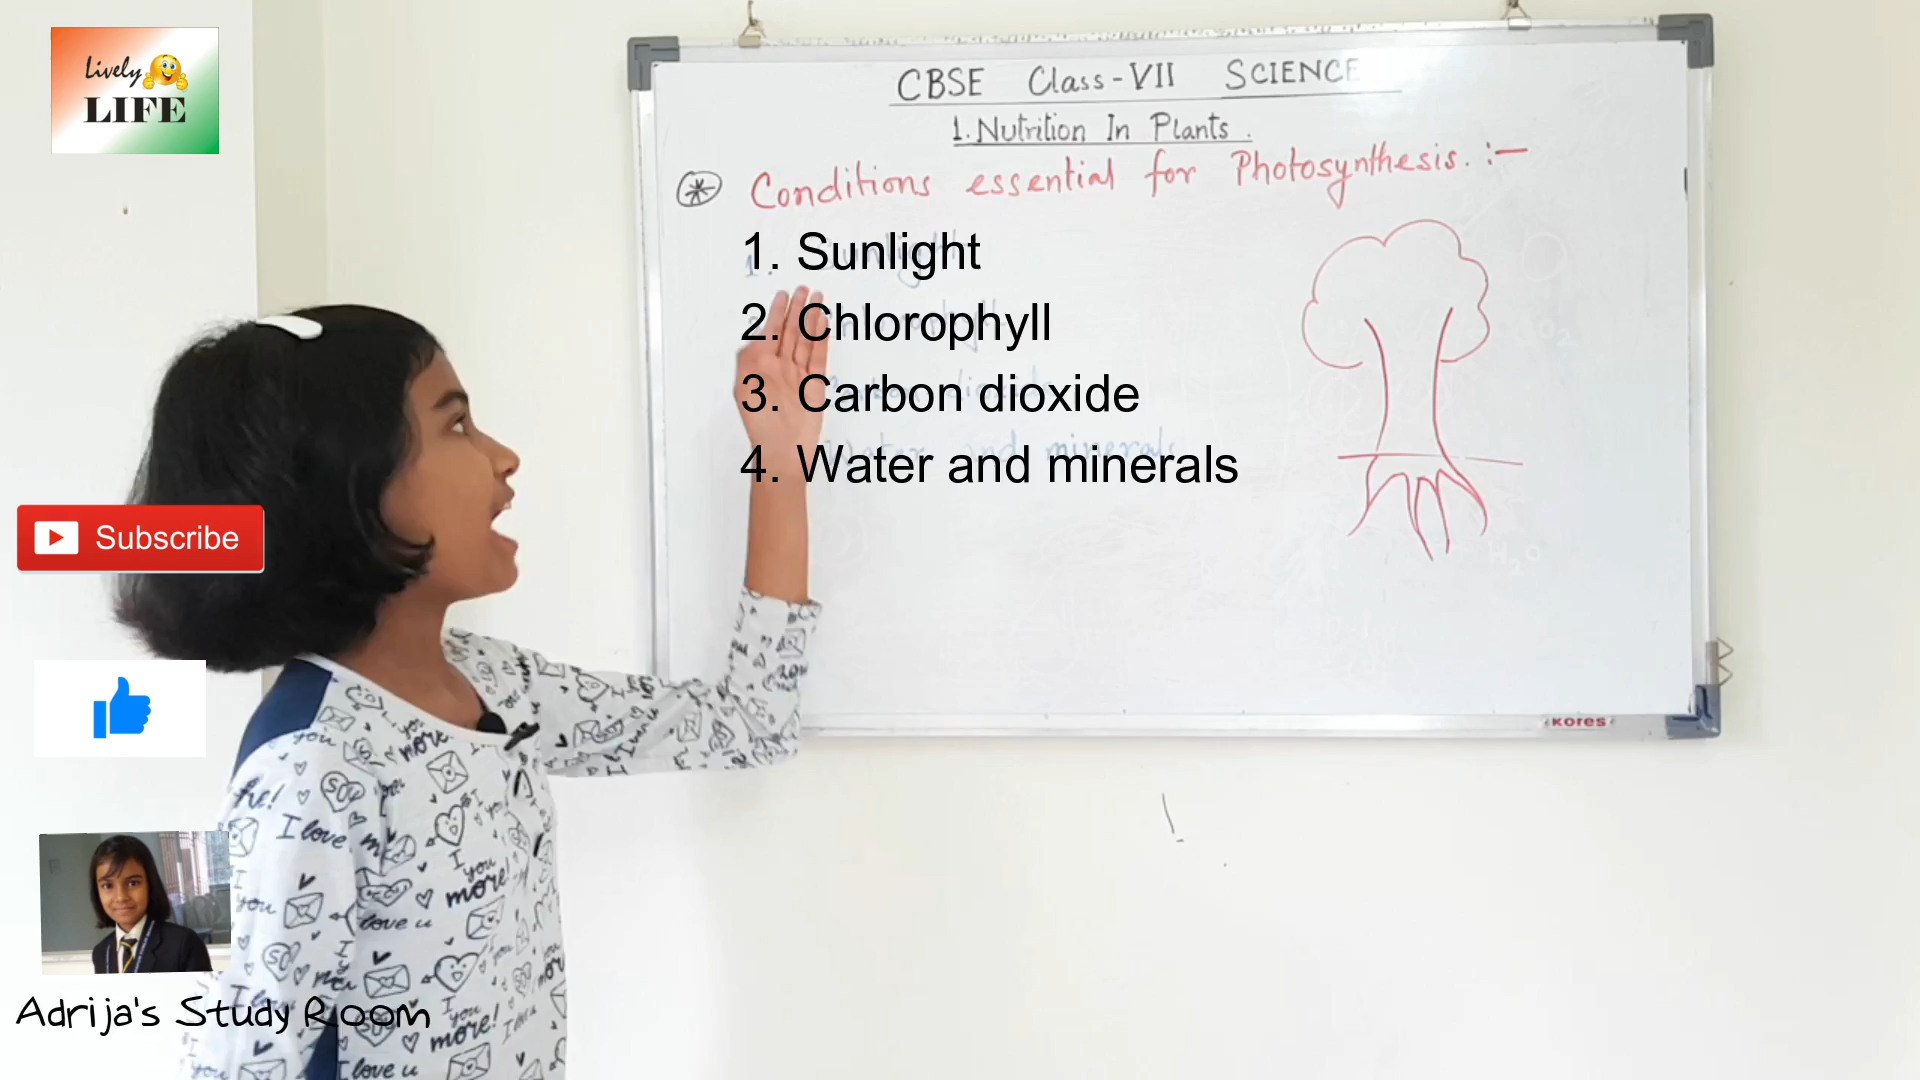 Lively
LIFE
CBSE Class-VII SCIENCE
1. Nutrition In Plants.
Conditions essential for Photosynthesis. :-
1. Sunlight
2. Chlorophyll
3. Carbon dioxide
4. Water and minerals
Subscribe
kores
Adrija's Study Room